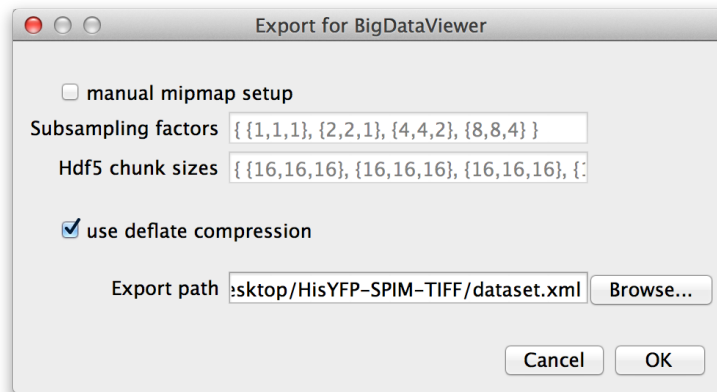 Export for BigDataViewer
manual mipmap setup
Subsampling factors { {1,1,1}, {2,2,1}, {4,4,2}, {8,8,4} }
Hdf5 chunk sizes { {16,16,16}, {16,16,16}, {16,16,16}, {
use deflate compression
Export path esktop/HisYFP-SPIM-TIFF/dataset.xml Browse...
Cancel OK